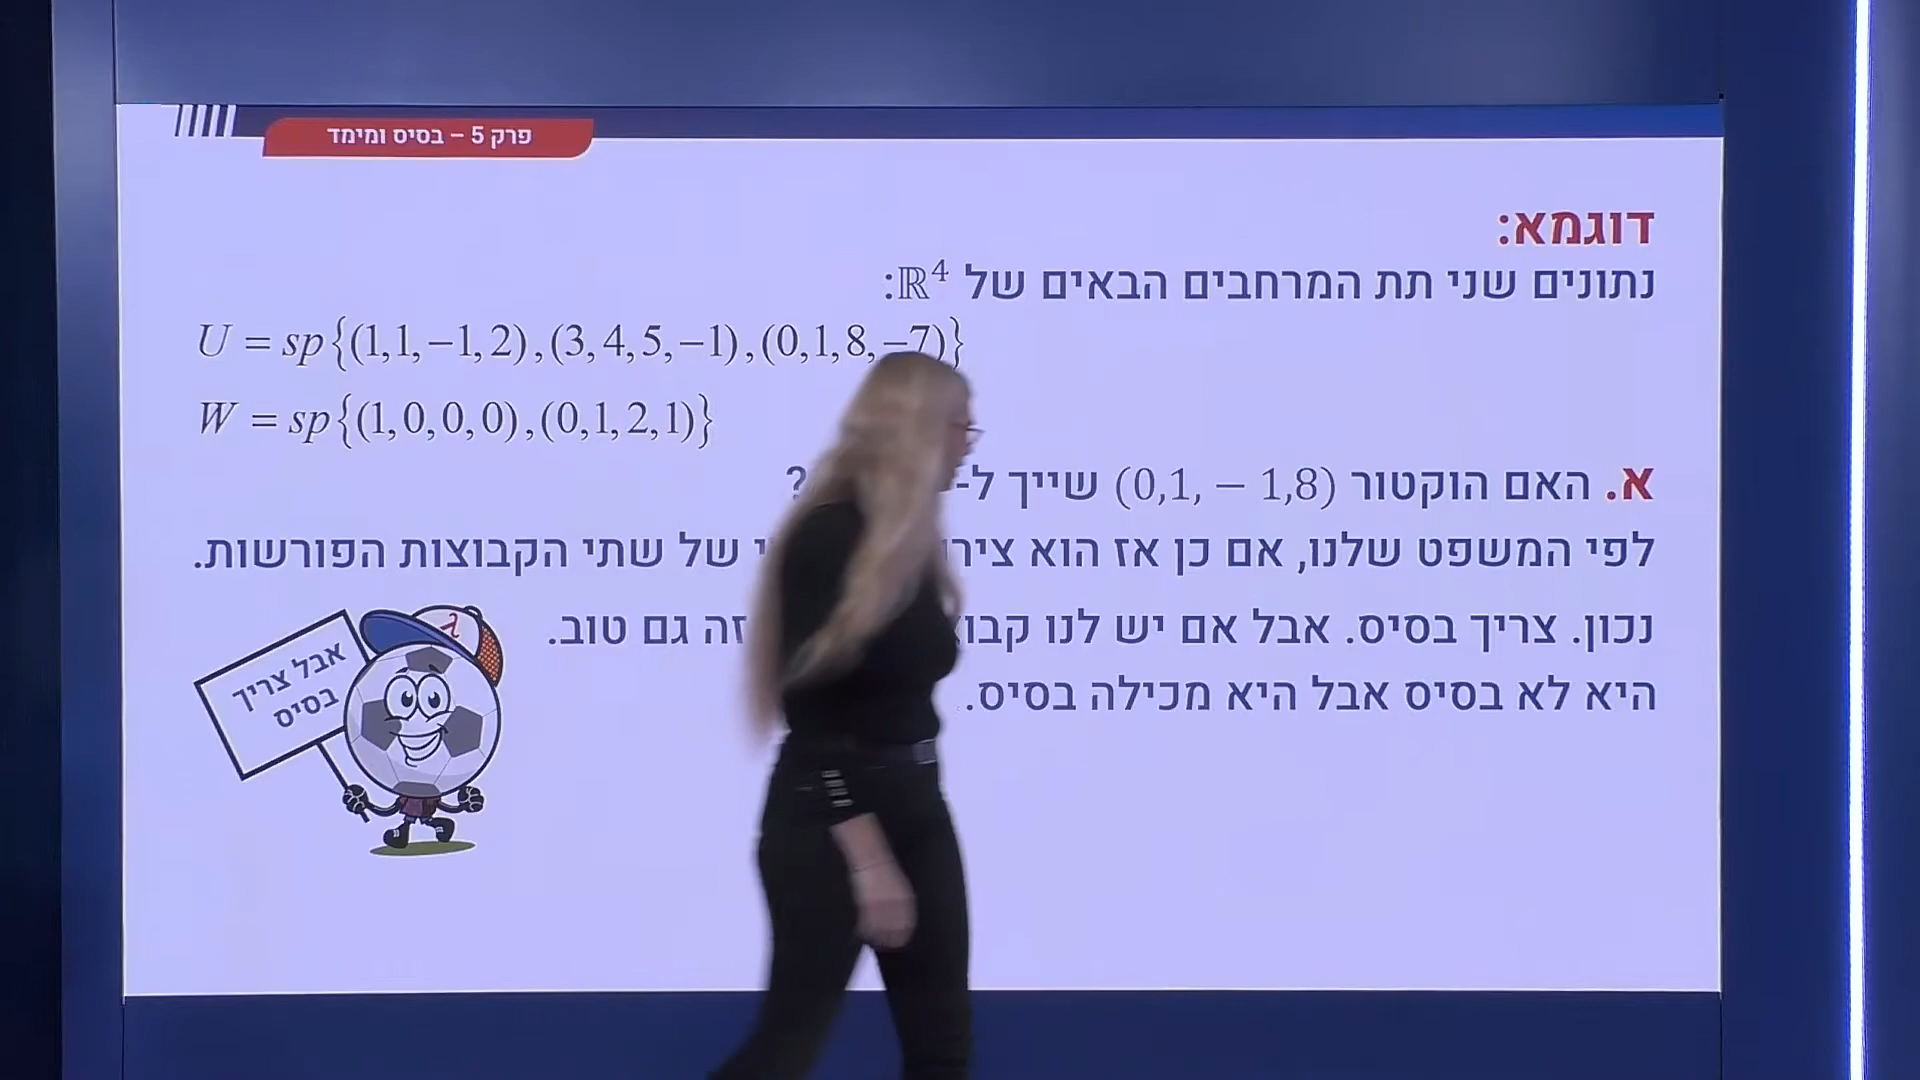 פרק 5 – בסיס ומימד
דוגמא:
נתונים שני תת המרחבים הבאים של ℝ⁴:
U = sp{(1,1,−1,2),(3,4,5,−1),(0,1,8,−7)}
W = sp{(1,0,0,0),(0,1,2,1)}
א. האם הוקטור (0,1, − 1,8) שייך ל- ?
לפי המשפט שלנו, אם כן אז הוא של שתי הקבוצות הפורשות.
נכון. צריך בסיס. אבל אם יש לנו זה גם טוב.
היא לא בסיס אבל היא מכילה בסיס.
אבל צריך
בסיס
λ